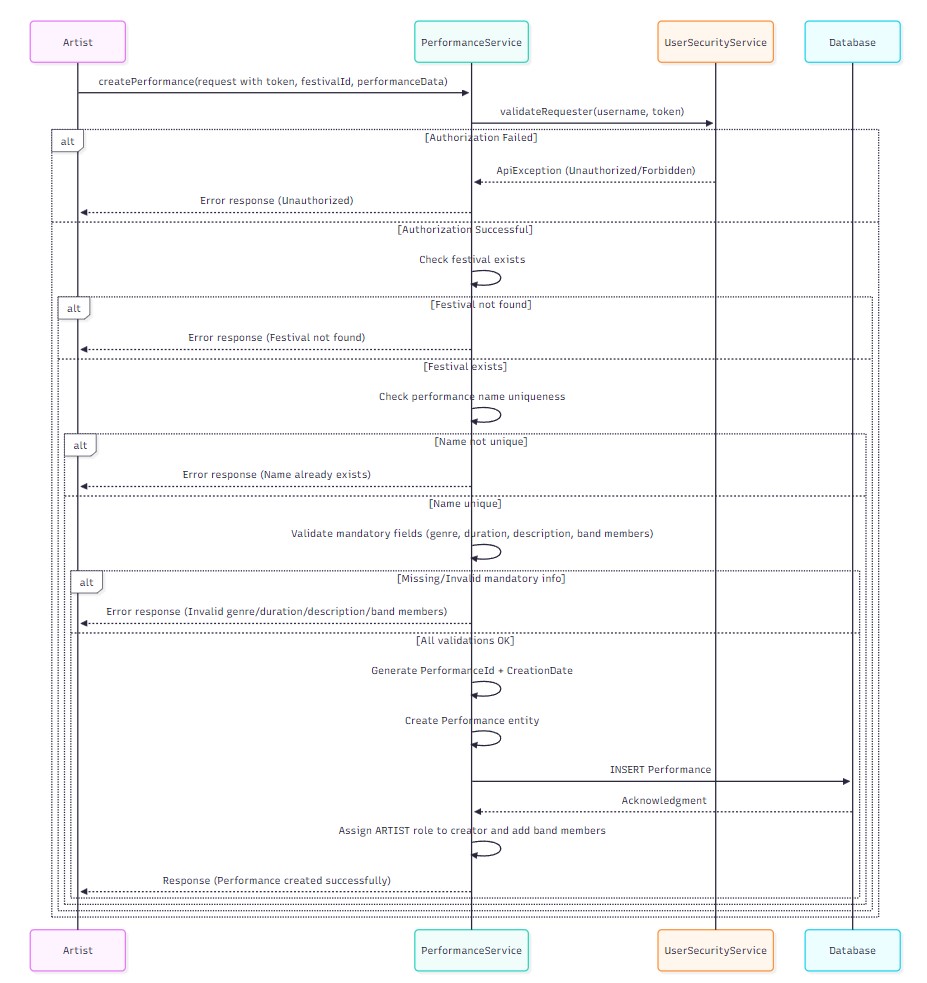 Artist PerformanceService UserSecurityService Database
createPerformance(request with token, festivalId, performanceData)
validateRequester(username, token)
alt [Authorization Failed]
ApiException (Unauthorized/Forbidden)
Error response (Unauthorized)
[Authorization Successful]
Check festival exists
alt [Festival not found]
Error response (Festival not found)
[Festival exists]
Check performance name uniqueness
alt [Name not unique]
Error response (Name already exists)
[Name unique]
Validate mandatory fields (genre, duration, description, band members)
alt [Missing/Invalid mandatory info]
Error response (Invalid genre/duration/description/band members)
[All validations OK]
Generate PerformanceId + CreationDate
Create Performance entity
INSERT Performance
Acknowledgment
Assign ARTIST role to creator and add band members
Response (Performance created successfully)
Artist PerformanceService UserSecurityService Database